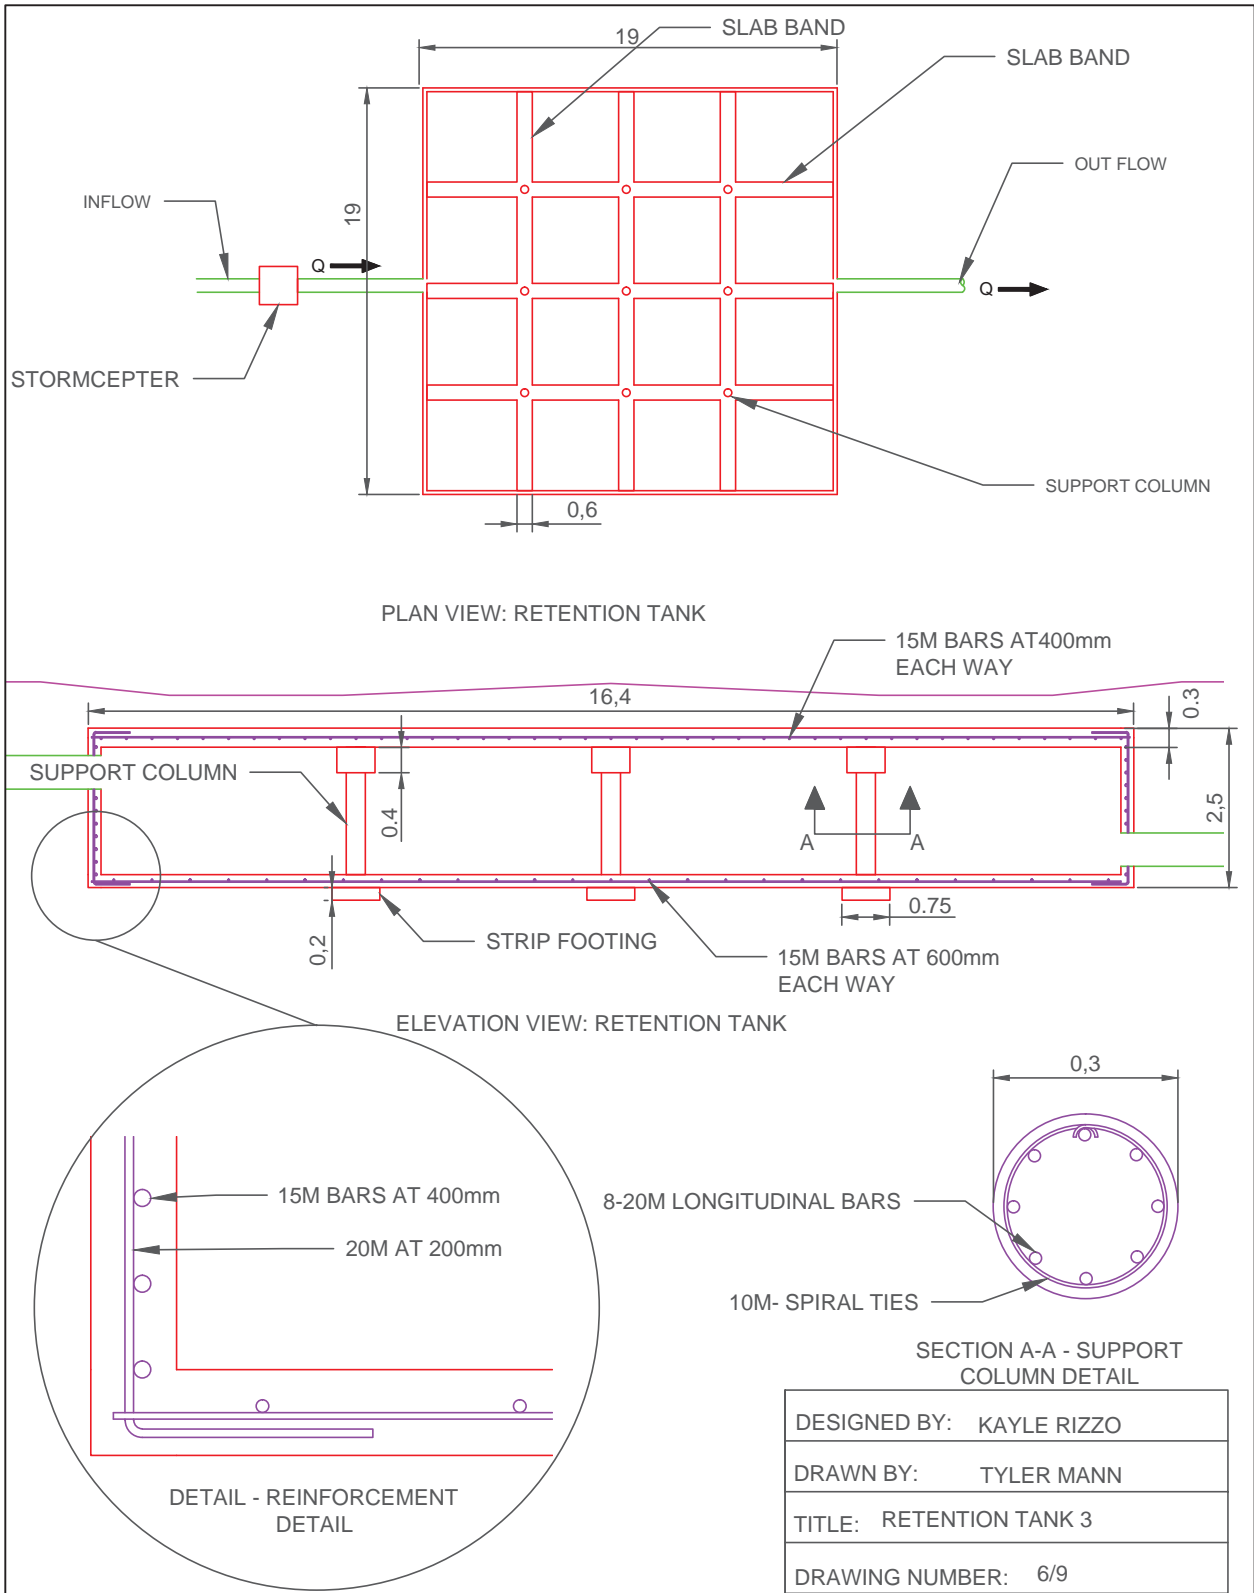 19
SLAB BAND
SLAB BAND
OUT FLOW
INFLOW
19
Q
Q
STORMCEPTER
SUPPORT COLUMN
0,6
PLAN VIEW: RETENTION TANK
15M BARS AT400mm
EACH WAY
16,4
0.3
SUPPORT COLUMN
0.4
2,5
A
A
0,2
0.75
STRIP FOOTING
15M BARS AT 600mm
EACH WAY
ELEVATION VIEW: RETENTION TANK
0,3
15M BARS AT 400mm
20M AT 200mm
8-20M LONGITUDINAL BARS
10M- SPIRAL TIES
SECTION A-A - SUPPORT
COLUMN DETAIL
DETAIL - REINFORCEMENT
DETAIL
DESIGNED BY: KAYLE RIZZO
DRAWN BY: TYLER MANN
TITLE: RETENTION TANK 3
DRAWING NUMBER: 6/9